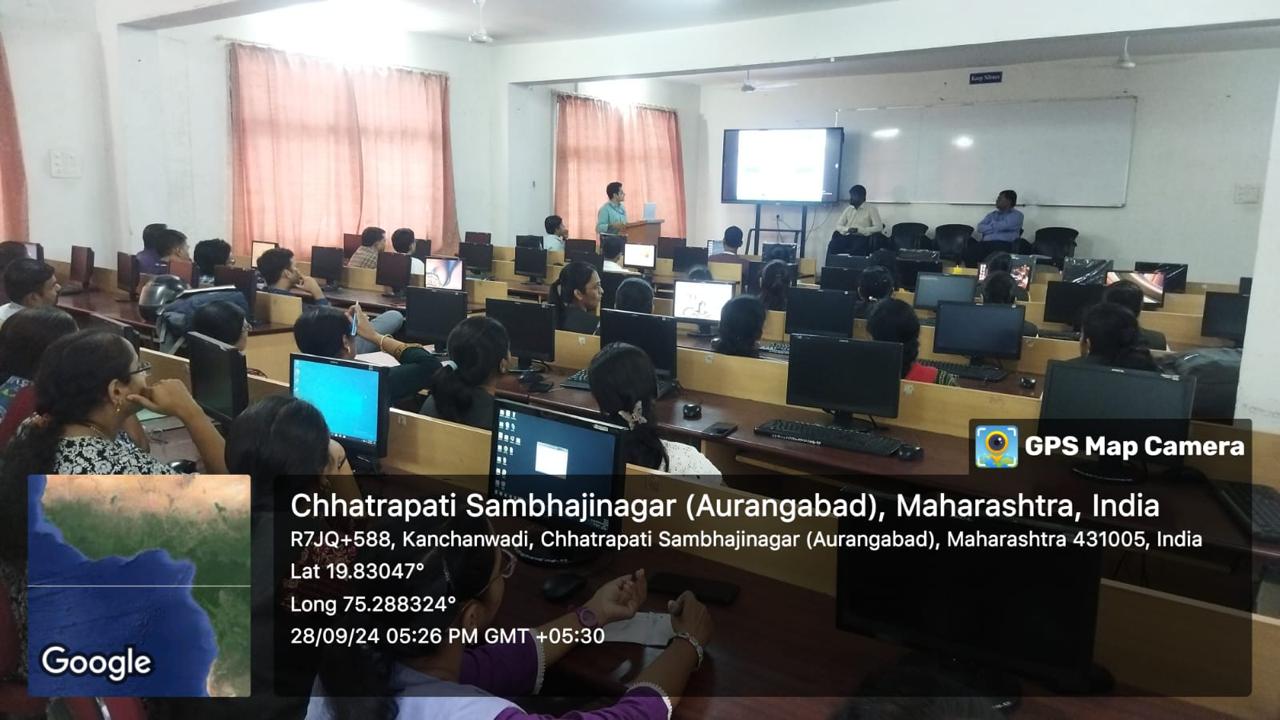 Keep Silence
GPS Map Camera
Chhatrapati Sambhajinagar (Aurangabad), Maharashtra, India
R7JQ+588, Kanchanwadi, Chhatrapati Sambhajinagar (Aurangabad), Maharashtra 431005, India
Lat 19.83047°
Long 75.288324°
28/09/24 05:26 PM GMT +05:30
Google